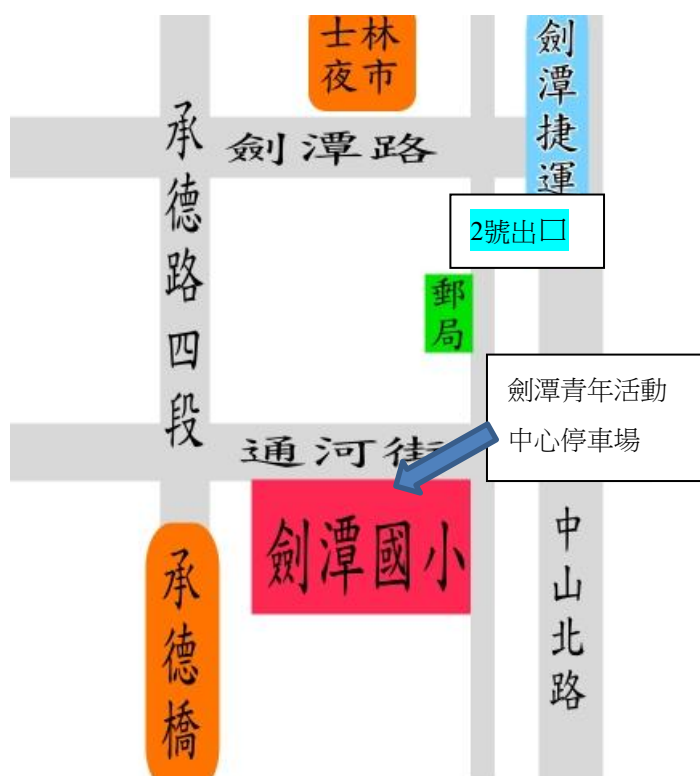 士林
夜市
劍潭捷運
劍潭路
承德路四段
2號出口
郵局
劍潭青年活動
中心停車場
通河街
劍潭國小
中山北路
承德橋